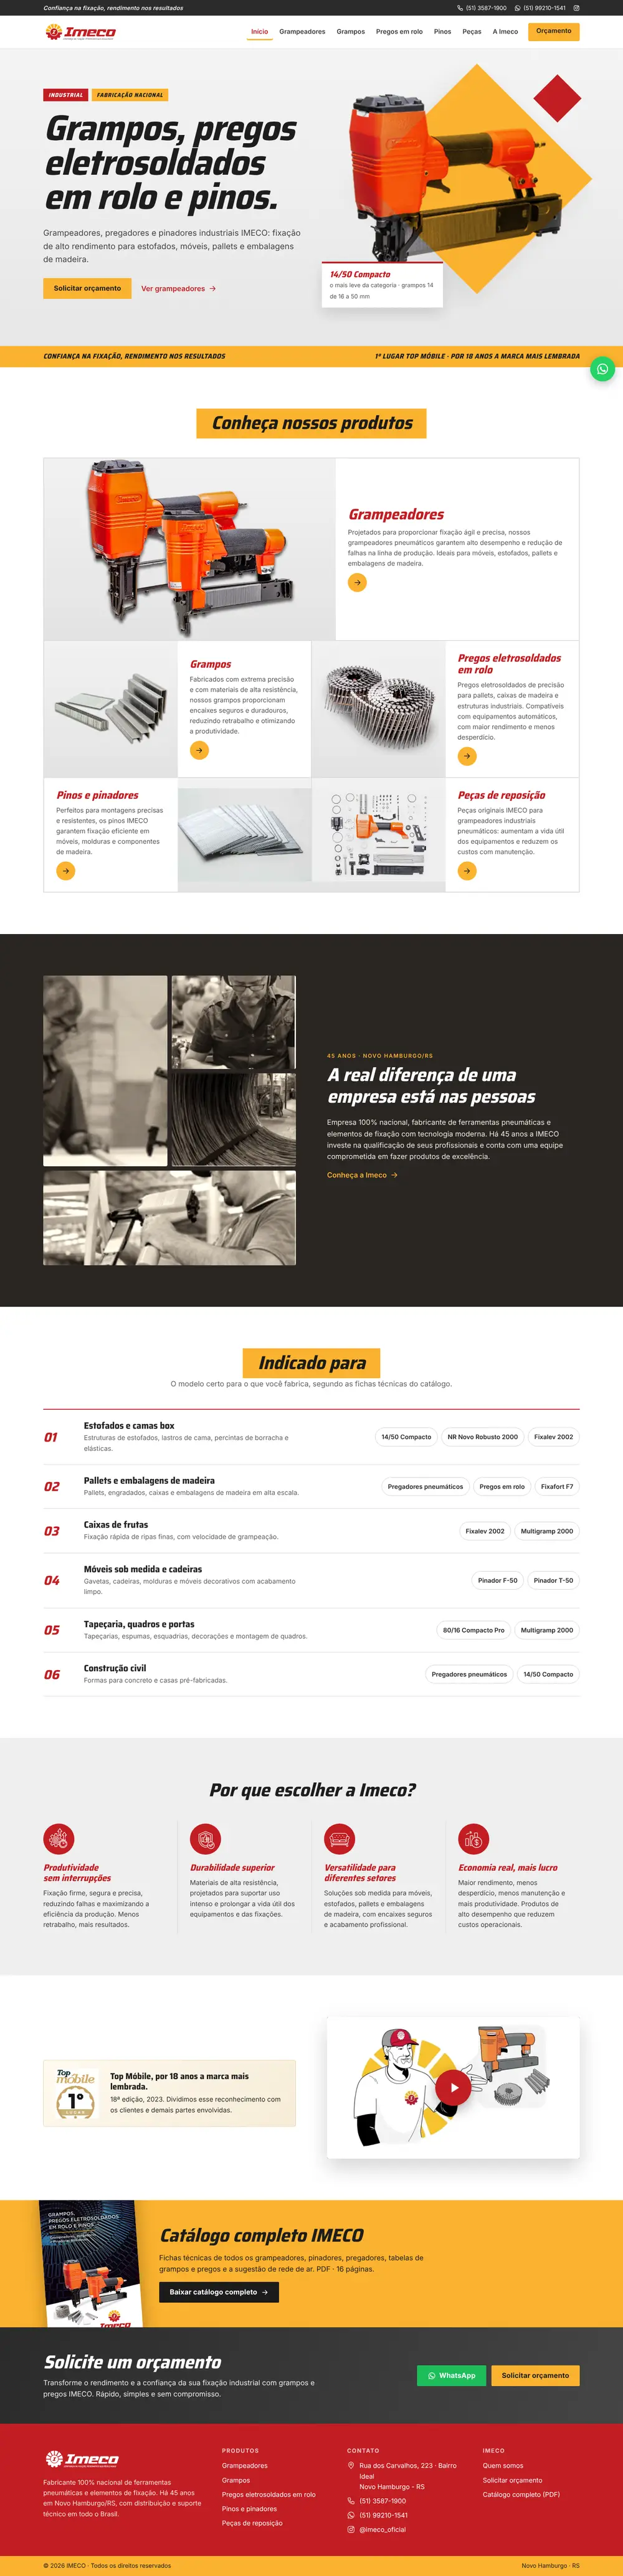 Confiança na fixação, rendimento nos resultados
(51) 3587-1900
(51) 99210-1541
Imeco
Início
Grampeadores
Grampos
Pregos em rolo
Pinos
Peças
A Imeco
Orçamento
INDUSTRIAL
FABRICAÇÃO NACIONAL
Grampos, pregos
eletrosoldados
em rolo e pinos.
Grampeadores, pregadores e pinadores industriais IMECO: fixação
de alto rendimento para estofados, móveis, pallets e embalagens
de madeira.
Solicitar orçamento
Ver grampeadores
14/50 Compacto
o mais leve da categoria · grampos 14
de 16 a 50 mm
CONFIANÇA NA FIXAÇÃO, RENDIMENTO NOS RESULTADOS
1º LUGAR TOP MÓBILE · POR 18 ANOS A MARCA MAIS LEMBRADA
Conheça nossos produtos
Grampeadores
Projetados para proporcionar fixação ágil e precisa, nossos
grampeadores pneumáticos garantem alto desempenho e redução de
falhas na linha de produção. Ideais para móveis, estofados, pallets e
embalagens de madeira.
Grampos
Fabricados com extrema precisão
e com materiais de alta resistência,
nossos grampos proporcionam
encaixes seguros e duradouros,
reduzindo retrabalho e otimizando
a produtividade.
Pregos eletrosoldados
em rolo
Pregos eletrosoldados de precisão
para pallets, caixas de madeira e
estruturas industriais. Compatíveis
com equipamentos automáticos,
com maior rendimento e menos
desperdício.
Pinos e pinadores
Perfeitos para montagens precisas
e resistentes, os pinos IMECO
garantem fixação eficiente em
móveis, molduras e componentes
de madeira.
Peças de reposição
Peças originais IMECO para
grampeadores industriais
pneumáticos: aumentam a vida útil
dos equipamentos e reduzem os
custos com manutenção.
45 ANOS · NOVO HAMBURGO/RS
A real diferença de uma
empresa está nas pessoas
Empresa 100% nacional, fabricante de ferramentas pneumáticas e
elementos de fixação com tecnologia moderna. Há 45 anos a IMECO
investe na qualificação de seus profissionais e conta com uma equipe
comprometida em fazer produtos de excelência.
Conheça a Imeco
Indicado para
O modelo certo para o que você fabrica, segundo as fichas técnicas do catálogo.
01
Estofados e camas box
Estruturas de estofados, lastros de cama, percintas de borracha e
elásticas.
14/50 Compacto
NR Novo Robusto 2000
Fixalev 2002
02
Pallets e embalagens de madeira
Pallets, engradados, caixas e embalagens de madeira em alta escala.
Pregadores pneumáticos
Pregos em rolo
Fixafort F7
03
Caixas de frutas
Fixação rápida de ripas finas, com velocidade de grampeação.
Fixalev 2002
Multigramp 2000
04
Móveis sob medida e cadeiras
Gavetas, cadeiras, molduras e móveis decorativos com acabamento
limpo.
Pinador F-50
Pinador T-50
05
Tapeçaria, quadros e portas
Tapeçarias, espumas, esquadrias, decorações e montagem de quadros.
80/16 Compacto Pro
Multigramp 2000
06
Construção civil
Formas para concreto e casas pré-fabricadas.
Pregadores pneumáticos
14/50 Compacto
Por que escolher a Imeco?
Produtividade
sem interrupções
Fixação firme, segura e precisa,
reduzindo falhas e maximizando a
eficiência da produção. Menos
retrabalho, mais resultados.
Durabilidade superior
Materiais de alta resistência,
projetados para suportar uso
intenso e prolongar a vida útil dos
equipamentos e das fixações.
Versatilidade para
diferentes setores
Soluções sob medida para móveis,
estofados, pallets e embalagens
de madeira, com encaixes seguros
e acabamento profissional.
Economia real, mais lucro
Maior rendimento, menos
desperdício, menos manutenção e
mais produtividade. Produtos de
alto desempenho que reduzem
custos operacionais.
Top
mobile
1º
Top Móbile, por 18 anos a marca mais
lembrada.
18ª edição, 2023. Dividimos esse reconhecimento com
os clientes e demais partes envolvidas.
GRAMPOS,
PREGOS ELETROSOLDADOS
EM ROLO E PINOS
Imeco
Catálogo completo IMECO
Fichas técnicas de todos os grampeadores, pinadores, pregadores, tabelas de
grampos e pregos e a sugestão de rede de ar. PDF · 16 páginas.
Baixar catálogo completo
Solicite um orçamento
Transforme o rendimento e a confiança da sua fixação industrial com grampos e
pregos IMECO. Rápido, simples e sem compromisso.
WhatsApp
Solicitar orçamento
Imeco
Fabricante 100% nacional de ferramentas
pneumáticas e elementos de fixação. Há 45 anos
em Novo Hamburgo/RS, com distribuição e suporte
técnico em todo o Brasil.
PRODUTOS
Grampeadores
Grampos
Pregos eletrosoldados em rolo
Pinos e pinadores
Peças de reposição
CONTATO
Rua dos Carvalhos, 223 · Bairro
Ideal
Novo Hamburgo - RS
(51) 3587-1900
(51) 99210-1541
@imeco_oficial
IMECO
Quem somos
Solicitar orçamento
Catálogo completo (PDF)
© 2026 IMECO · Todos os direitos reservados
Novo Hamburgo · RS